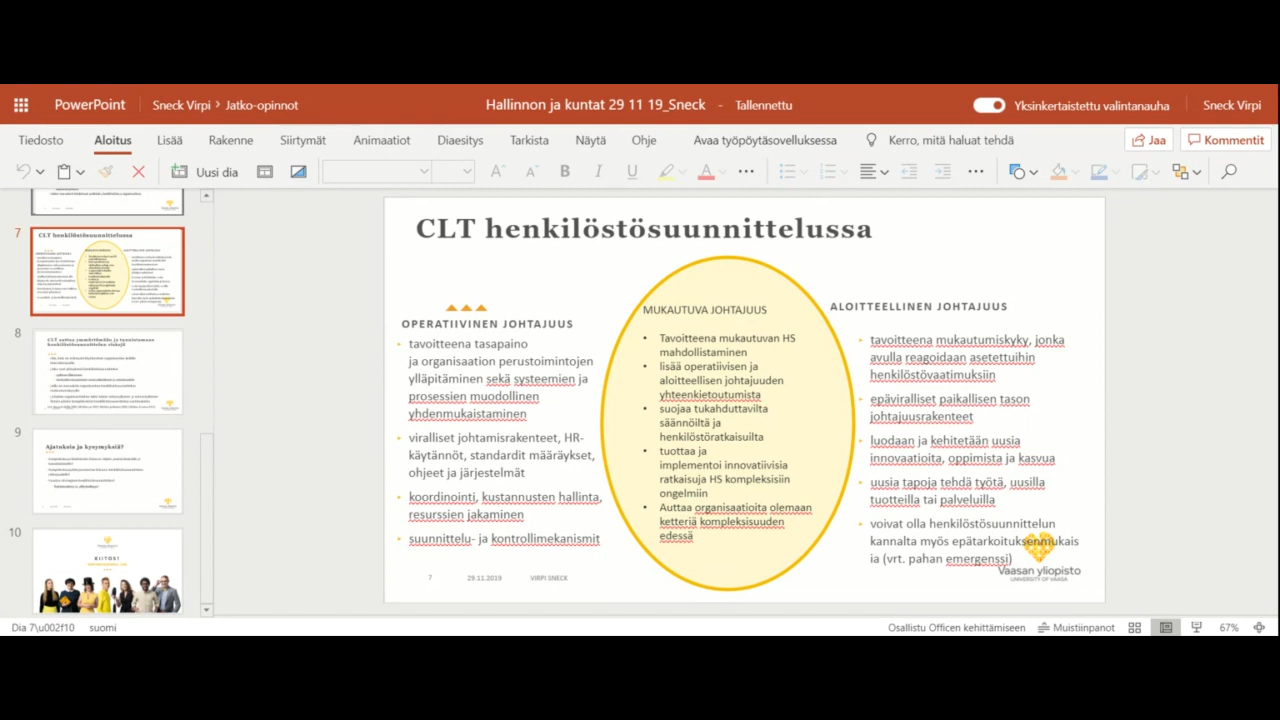 PowerPoint
Sneck Virpi > Jatko-opinnot
Hallinnon ja kuntat 29 11 19_Sneck - Tallennettu
Yksinkertaistettu valintanauha
Sneck Virpi
Tiedosto Aloitus Lisää Rakenne Siirtymät Animaatiot Diaesitys Tarkista Näytä Ohje Avaa työpöytäsovelluksessa Kerro, mitä haluat tehdä Jaa Kommentit
Uusi dia
7
CLT henkilöstösuunnittelussa
8
CLT auttaa ymmärtämään ja tunnistamaan
9
Ajatuksia ja kysymyksiä?
10
KIITOS!
CLT henkilöstösuunnittelussa
OPERATIIVINEN JOHTAJUUS
• tavoitteena tasapaino
ja organisaation perustoimintojen
ylläpitäminen sekä systeemien ja
prosessien muodollinen
yhdenmukaistaminen
• viralliset johtamisrakenteet, HR-
käytännöt, standardit määräykset,
ohjeet ja järjestelmät
• koordinointi, kustannusten hallinta,
resurssien jakaminen
• suunnittelu- ja kontrollimekanismit
MUKAUTUVA JOHTAJUUS
• Tavoitteena mukautuvan HS
mahdollistaminen
• lisää operatiivisen ja
aloitteellisen johtajuuden
yhteenkietoutumista
• suojaa tukahduttavilta
säännöiltä ja
henkilöstöratkaisuilta
• tuottaa ja
implementoi innovatiivisia
ratkaisuja HS kompleksisiin
ongelmiin
• Auttaa organisaatioita olemaan
ketteriä kompleksisuuden
edessä
ALOITTEELLINEN JOHTAJUUS
• tavoitteena mukautumiskyky, jonka
avulla reagoidaan asetettuihin
henkilöstövaatimuksiin
• epäviralliset paikallisen tason
johtajuusrakenteet
• luodaan ja kehitetään uusia
innovaatioita, oppimista ja kasvua
• uusia tapoja tehdä työtä, uusilla
tuotteilla tai palveluilla
• voivat olla henkilöstösuunnittelun
kannalta myös epätarkoituksenmukais
ia (vrt. pahan emergenssi)
Vaasan yliopisto
UNIVERSITY OF VAASA
7 29.11.2019 VIRPI SNECK
Dia 7\u002f10 suomi
Osallistu Officen kehittämiseen Muistiinpanot 67%